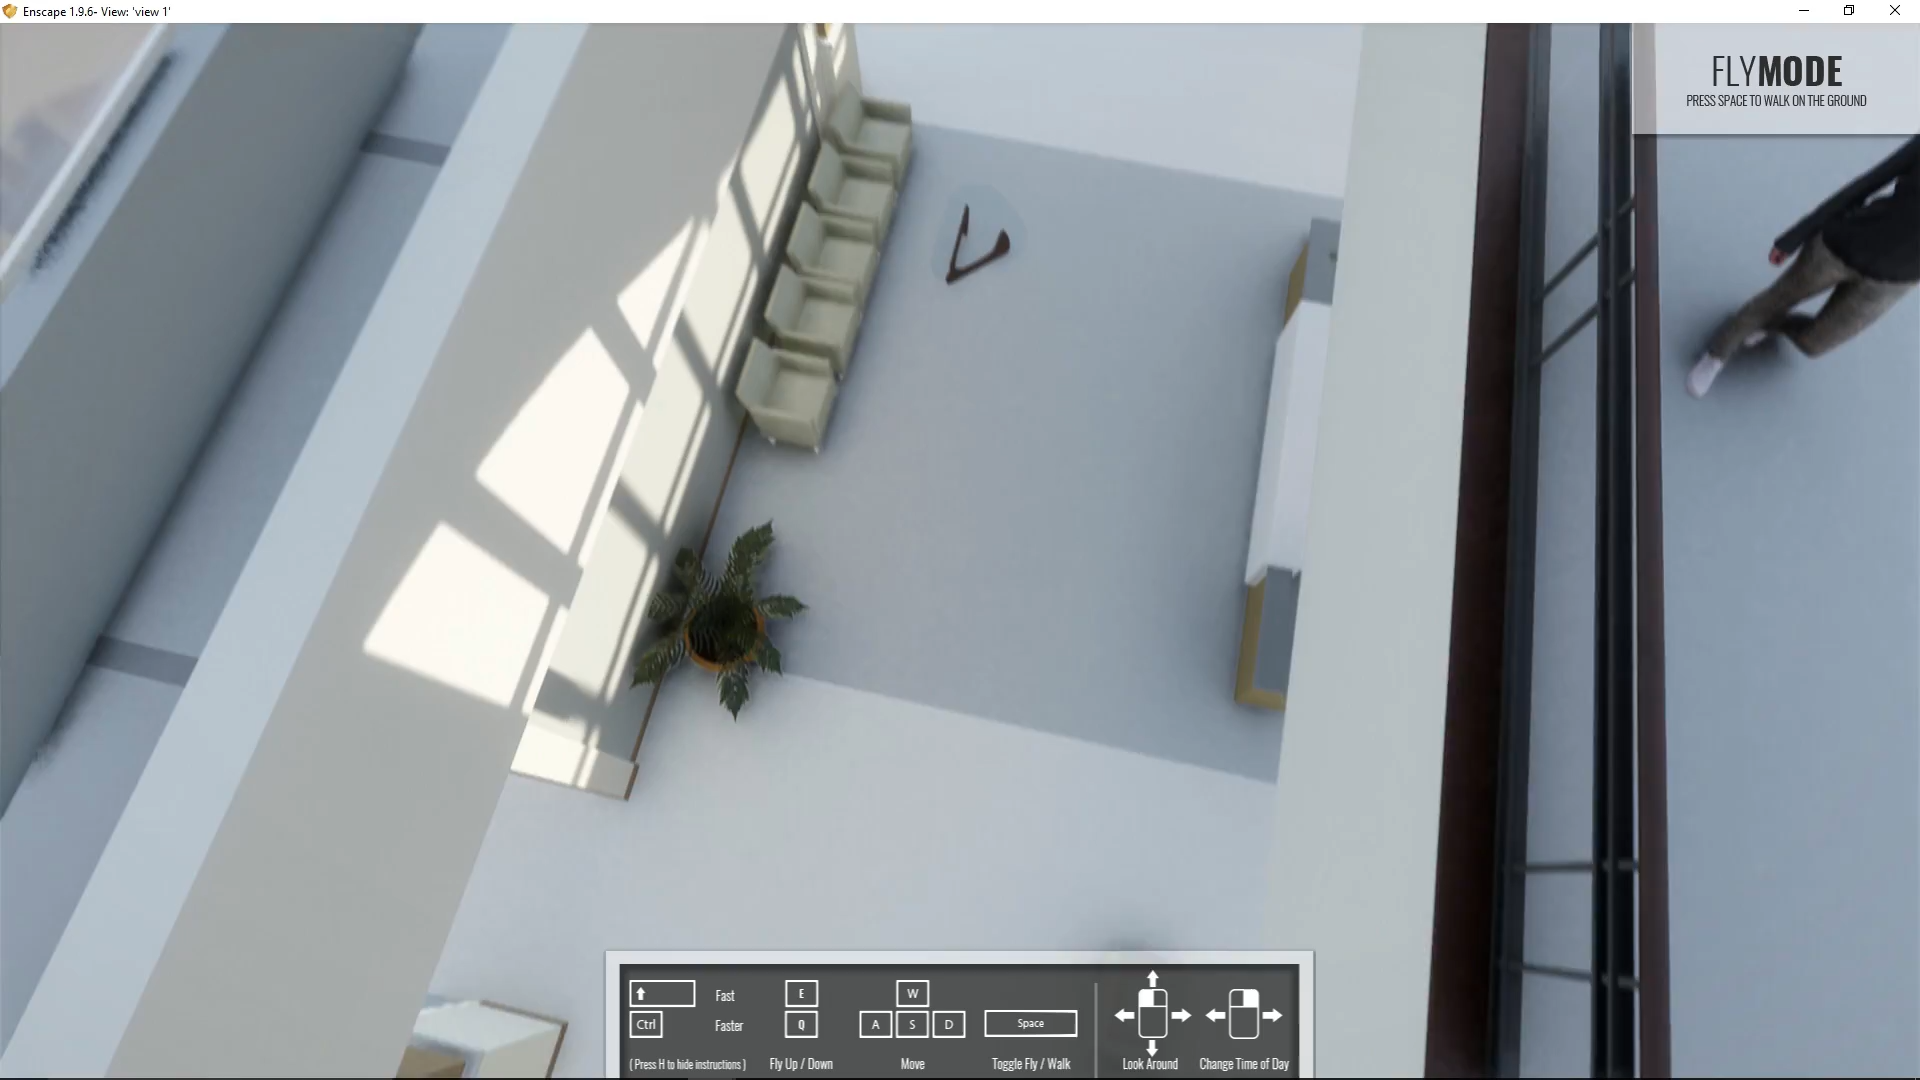 Enscape 1.9.6- View: 'view 1'
FLYMODE
PRESS SPACE TO WALK ON THE GROUND
Fast
E
W
Ctrl
Faster
Q
A
S
D
Space
( Press H to hide instructions )
Fly Up / Down
Move
Toggle Fly / Walk
Look Around
Change Time of Day